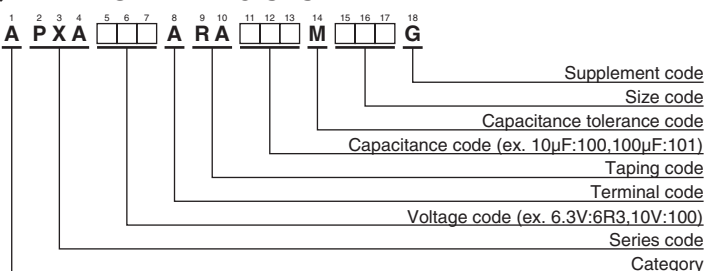 1 2 3 4 5 6 7 8 9 10 11 12 13 14 15 16 17 18
A P X A A R A M G
Supplement code
Size code
Capacitance tolerance code
Capacitance code (ex. 10µF:100,100µF:101)
Taping code
Terminal code
Voltage code (ex. 6.3V:6R3,10V:100)
Series code
Category